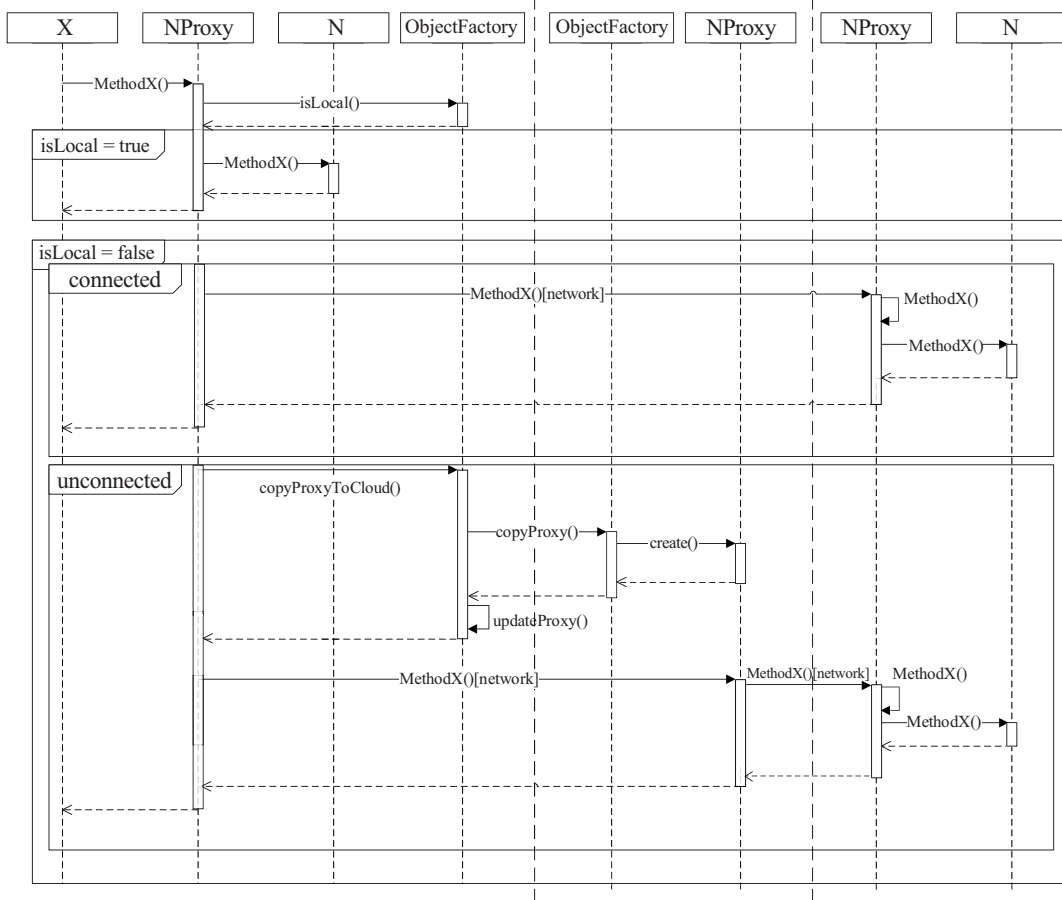 X NProxy N ObjectFactory ObjectFactory NProxy NProxy N
MethodX()
isLocal()
isLocal = true
MethodX()
isLocal = false
connected
MethodX()[network]
MethodX()
MethodX()
unconnected
copyProxyToCloud()
copyProxy()
create()
updateProxy()
MethodX()[network]
MethodX()[network]
MethodX()
MethodX()